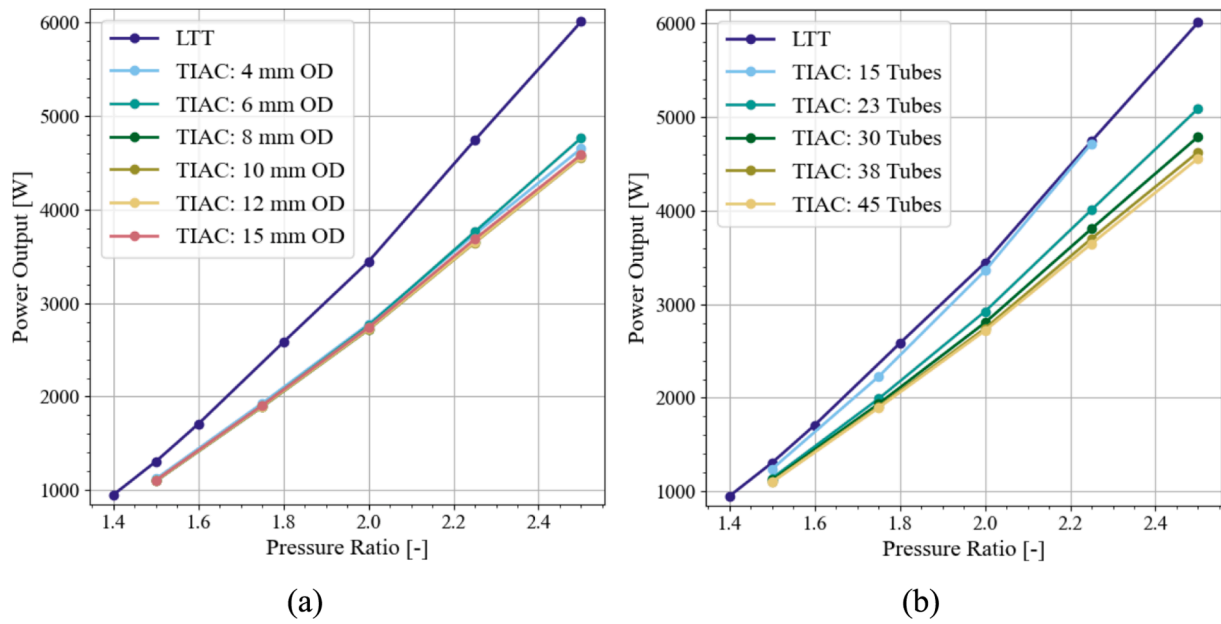 6000
5000
4000
3000
2000
1000
Power Output [W]
LTT
TIAC: 4 mm OD
TIAC: 6 mm OD
TIAC: 8 mm OD
TIAC: 10 mm OD
TIAC: 12 mm OD
TIAC: 15 mm OD
1.4 1.6 1.8 2.0 2.2 2.4
Pressure Ratio [-]
(a)
6000
5000
4000
3000
2000
1000
Power Output [W]
LTT
TIAC: 15 Tubes
TIAC: 23 Tubes
TIAC: 30 Tubes
TIAC: 38 Tubes
TIAC: 45 Tubes
1.4 1.6 1.8 2.0 2.2 2.4
Pressure Ratio [-]
(b)